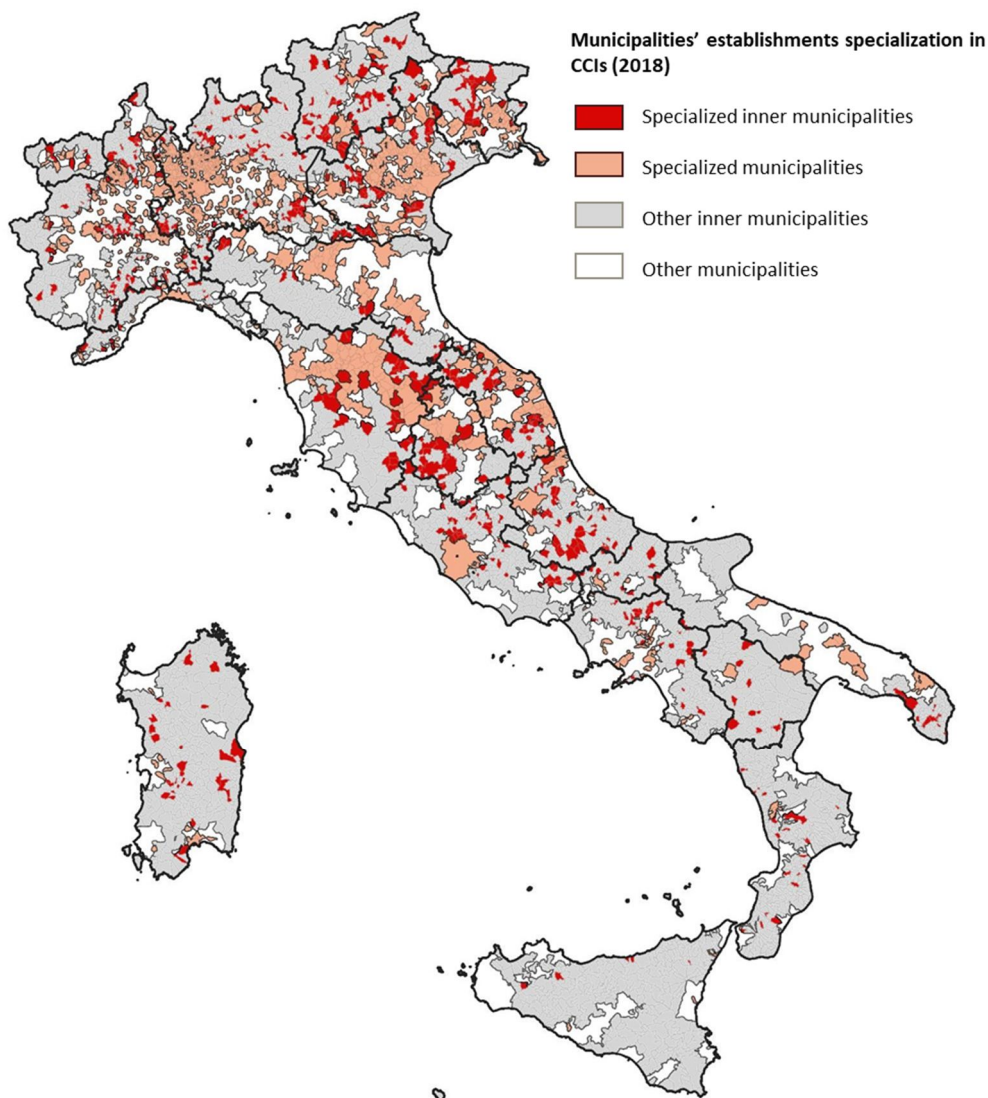 Municipalities' establishments specialization in
CCIs (2018)
Specialized inner municipalities
Specialized municipalities
Other inner municipalities
Other municipalities